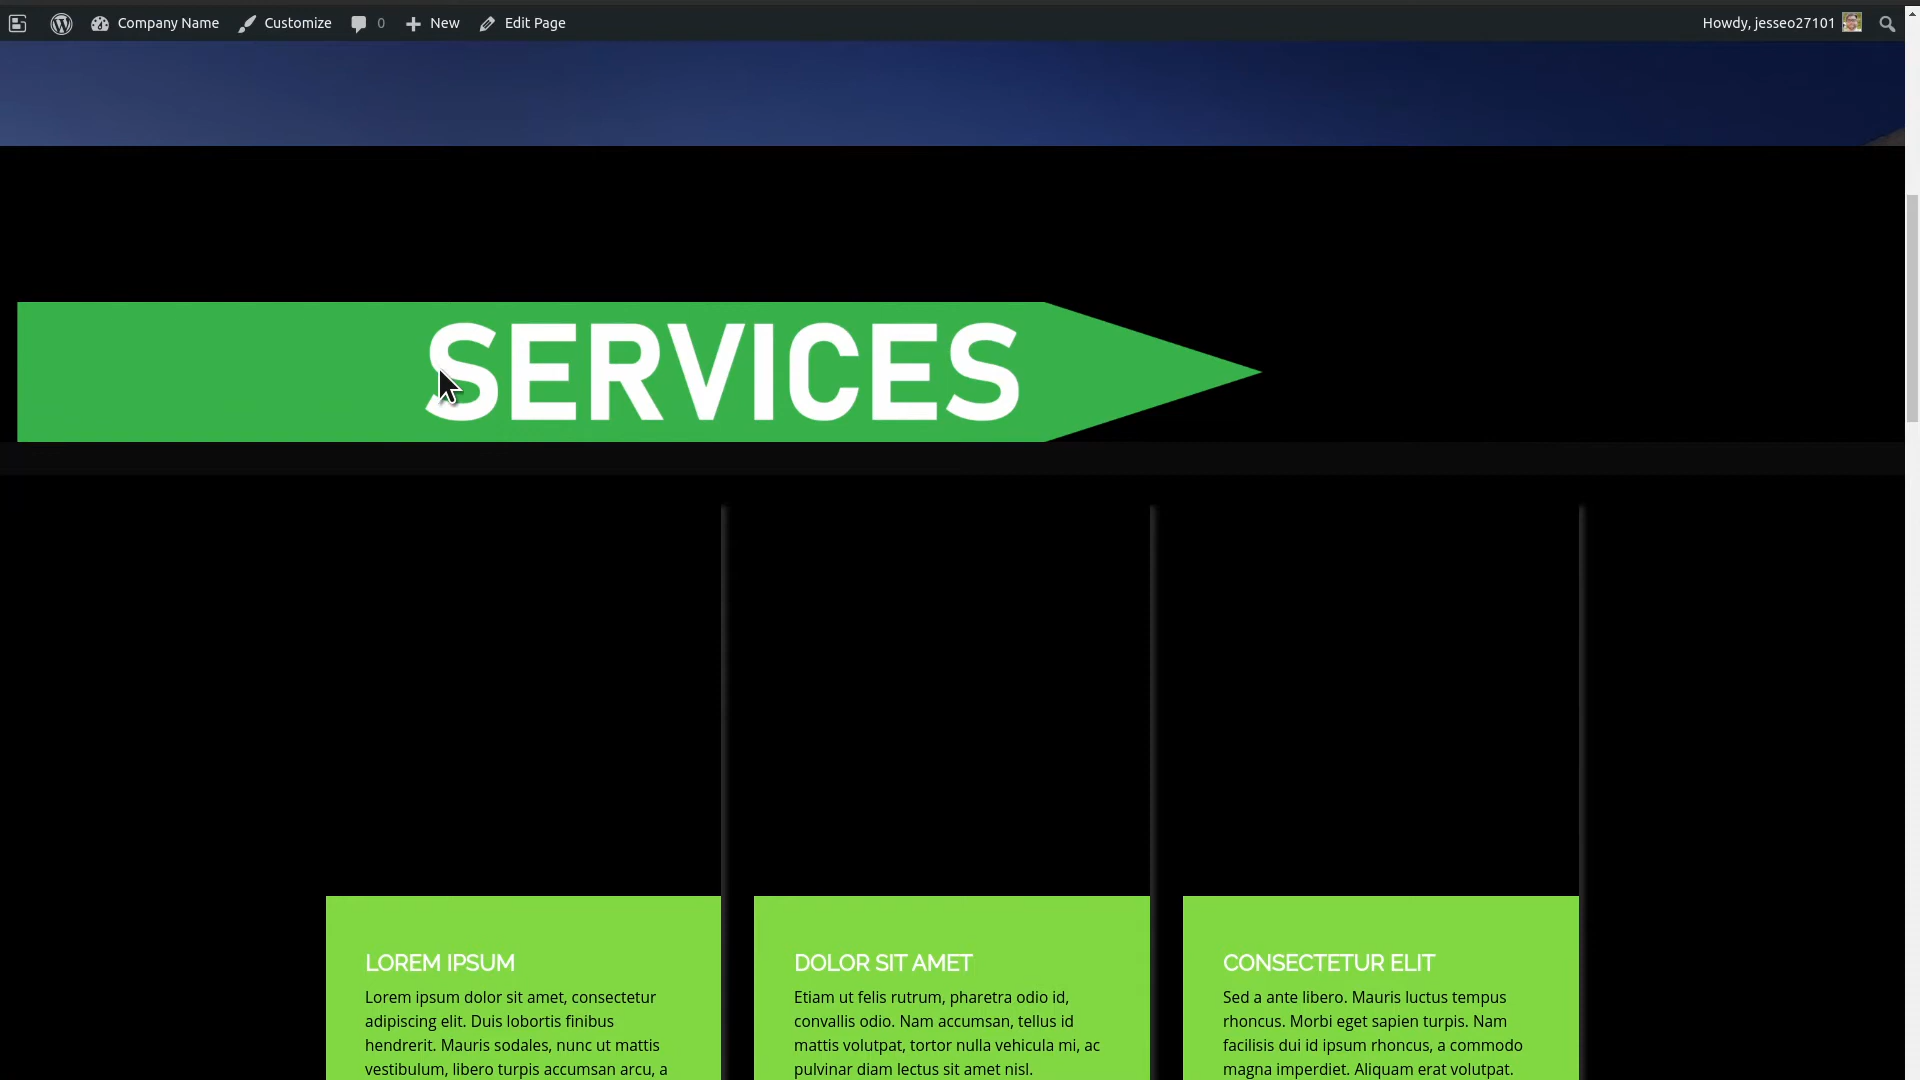 Company Name Customize 0 New Edit Page Howdy, jesseo27101
SERVICES
LOREM IPSUM
Lorem ipsum dolor sit amet, consectetur
adipiscing elit. Duis lobortis finibus
hendrerit. Mauris sodales, nunc ut mattis
vestibulum, libero turpis accumsan arcu, a
DOLOR SIT AMET
Etiam ut felis rutrum, pharetra odio id,
convallis odio. Nam accumsan, tellus id
mattis volutpat, tortor nulla vehicula mi, ac
pulvinar diam lectus sit amet nisl.
CONSECTETUR ELIT
Sed a ante libero. Mauris luctus tempus
rhoncus. Morbi eget sapien turpis. Nam
facilisis dui id ipsum rhoncus, a commodo
magna imperdiet. Aliquam erat volutpat.